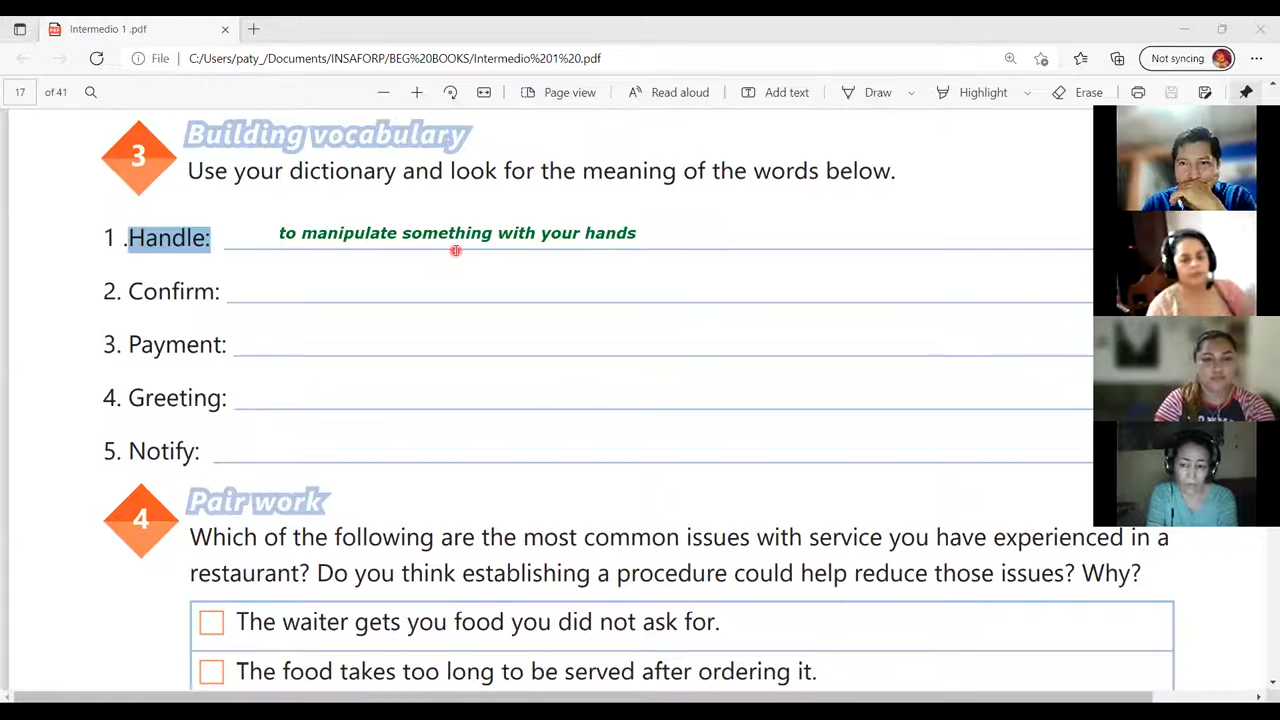 Intermedio 1 .pdf
File
C:/Users/paty_/Documents/INSAFORP/BEG%20BOOKS/Intermedio%201%20.pdf
Not syncing
17 of 41
Page view
Read aloud
Add text
Draw
Highlight
Erase
3
Building vocabulary
Use your dictionary and look for the meaning of the words below.
1 .Handle: to manipulate something with your hands
2. Confirm:
3. Payment:
4. Greeting:
5. Notify:
4
Pair work
Which of the following are the most common issues with service you have experienced in a
restaurant? Do you think establishing a procedure could help reduce those issues? Why?
The waiter gets you food you did not ask for.
The food takes too long to be served after ordering it.